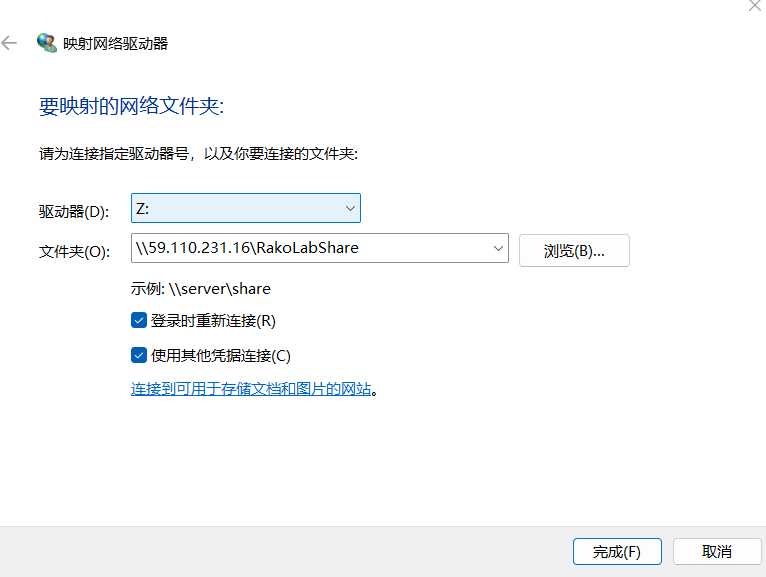 映射网络驱动器
要映射的网络文件夹:
请为连接指定驱动器号，以及你要连接的文件夹:
驱动器(D): Z:
文件夹(O): \\59.110.231.16\RakoLabShare 浏览(B)...
示例: \\server\share
登录时重新连接(R)
使用其他凭据连接(C)
连接到可用于存储文档和图片的网站。
完成(F) 取消